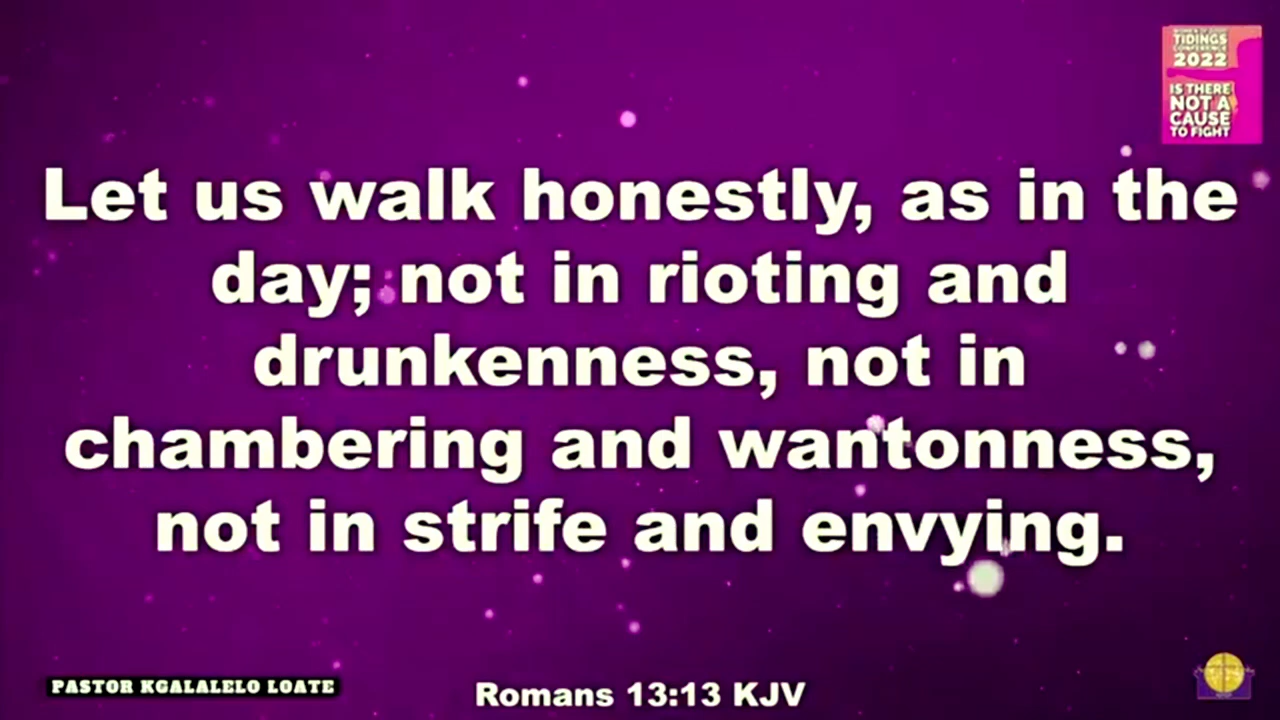 TIDINGS
CONFERENCE
2022
IS THERE
NOT A
CAUSE
TO FIGHT
Let us walk honestly, as in the
day; not in rioting and
drunkenness, not in
chambering and wantonness,
not in strife and envying.
PASTOR KGALALELO LOATE
Romans 13:13 KJV